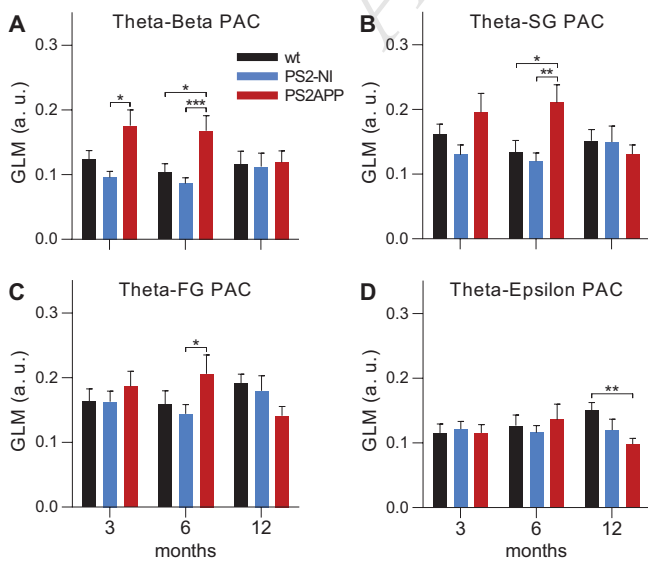 A Theta-Beta PAC
B Theta-SG PAC
GLM (a. u.)
0.3
0.2
0.1
0.0
wt
PS2-NI
PS2APP
*
*
***
GLM (a. u.)
0.3
0.2
0.1
0.0
*
**
C Theta-FG PAC
D Theta-Epsilon PAC
GLM (a. u.)
0.3
0.2
0.1
0.0
*
3 6 12
months
GLM (a. u.)
0.3
0.2
0.1
0.0
**
3 6 12
months